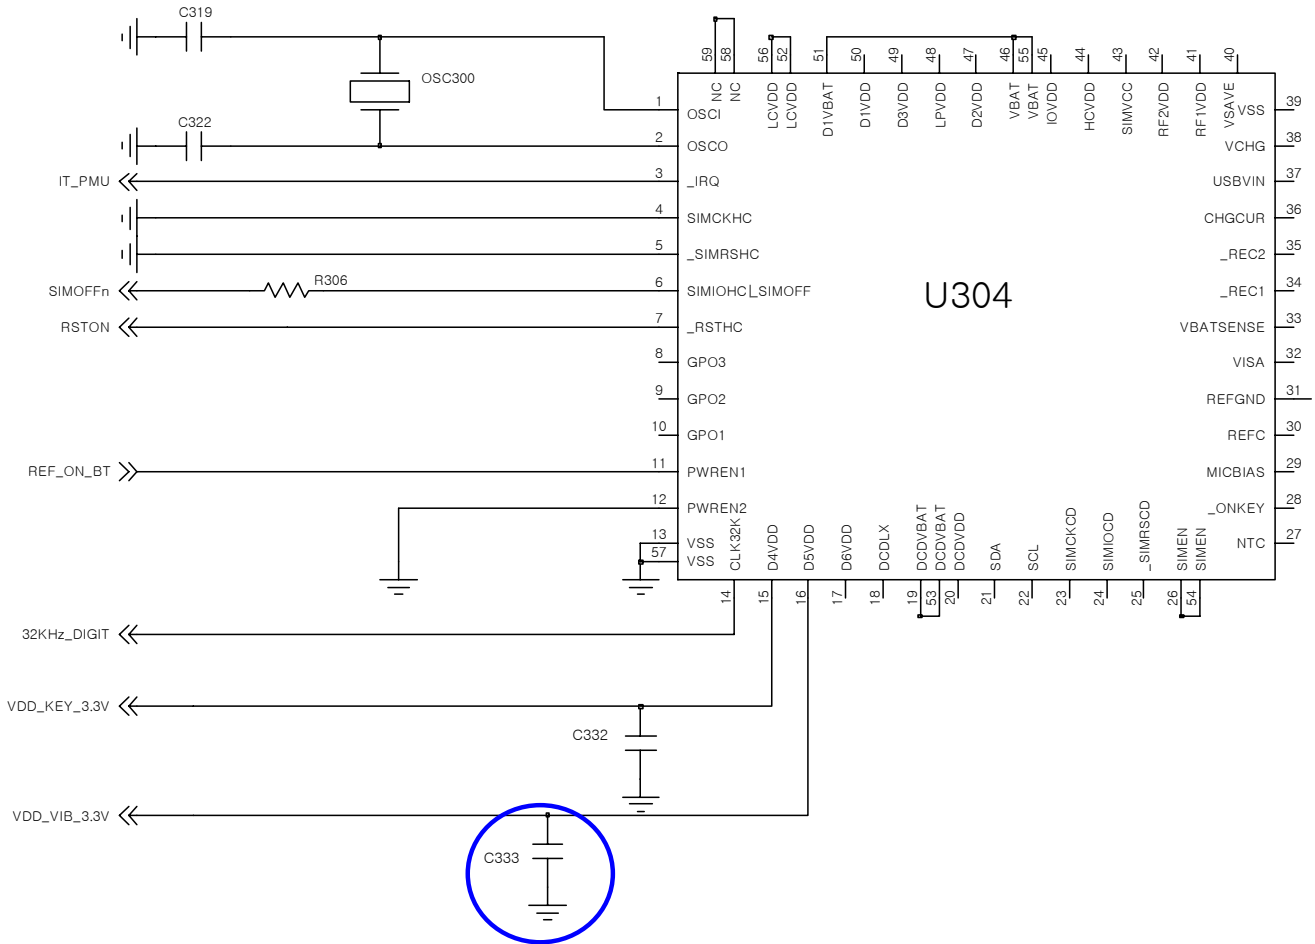 C319
OSC300
C322
IT_PMU
SIMOFFn
R306
RSTON
REF_ON_BT
32KHz_DIGIT
VDD_KEY_3.3V
C332
VDD_VIB_3.3V
C333
U304
1 OSCI
2 OSCO
3 _IRQ
4 SIMCKHC
5 _SIMRSHC
6 SIMIOHC|_SIMOFF
7 _RSTHC
8 GPO3
9 GPO2
10 GPO1
11 PWREN1
12 PWREN2
13 VSS
57 VSS
14 CLK32K
15 D4VDD
16 D5VDD
17 D6VDD
18 DCDLX
19 DCDVBAT
53 DCDVBAT
20 DCDVDD
21 SDA
22 SCL
23 SIMCKCD
24 SIMIOCD
25 _SIMRSCD
26 SIMEN
54 SIMEN
59 NC
58 NC
56 LCVDD
52 LCVDD
51 D1VBAT
50 D1VDD
49 D3VDD
48 LPVDD
47 D2VDD
46 VBAT
55 VBAT
45 IOVDD
44 HCVDD
43 SIMVCC
42 RF2VDD
41 RF1VDD
40 VSAVE
VSS 39
VCHG 38
USBVIN 37
CHGCUR 36
_REC2 35
_REC1 34
VBATSENSE 33
VISA 32
REFGND 31
REFC 30
MICBIAS 29
_ONKEY 28
NTC 27